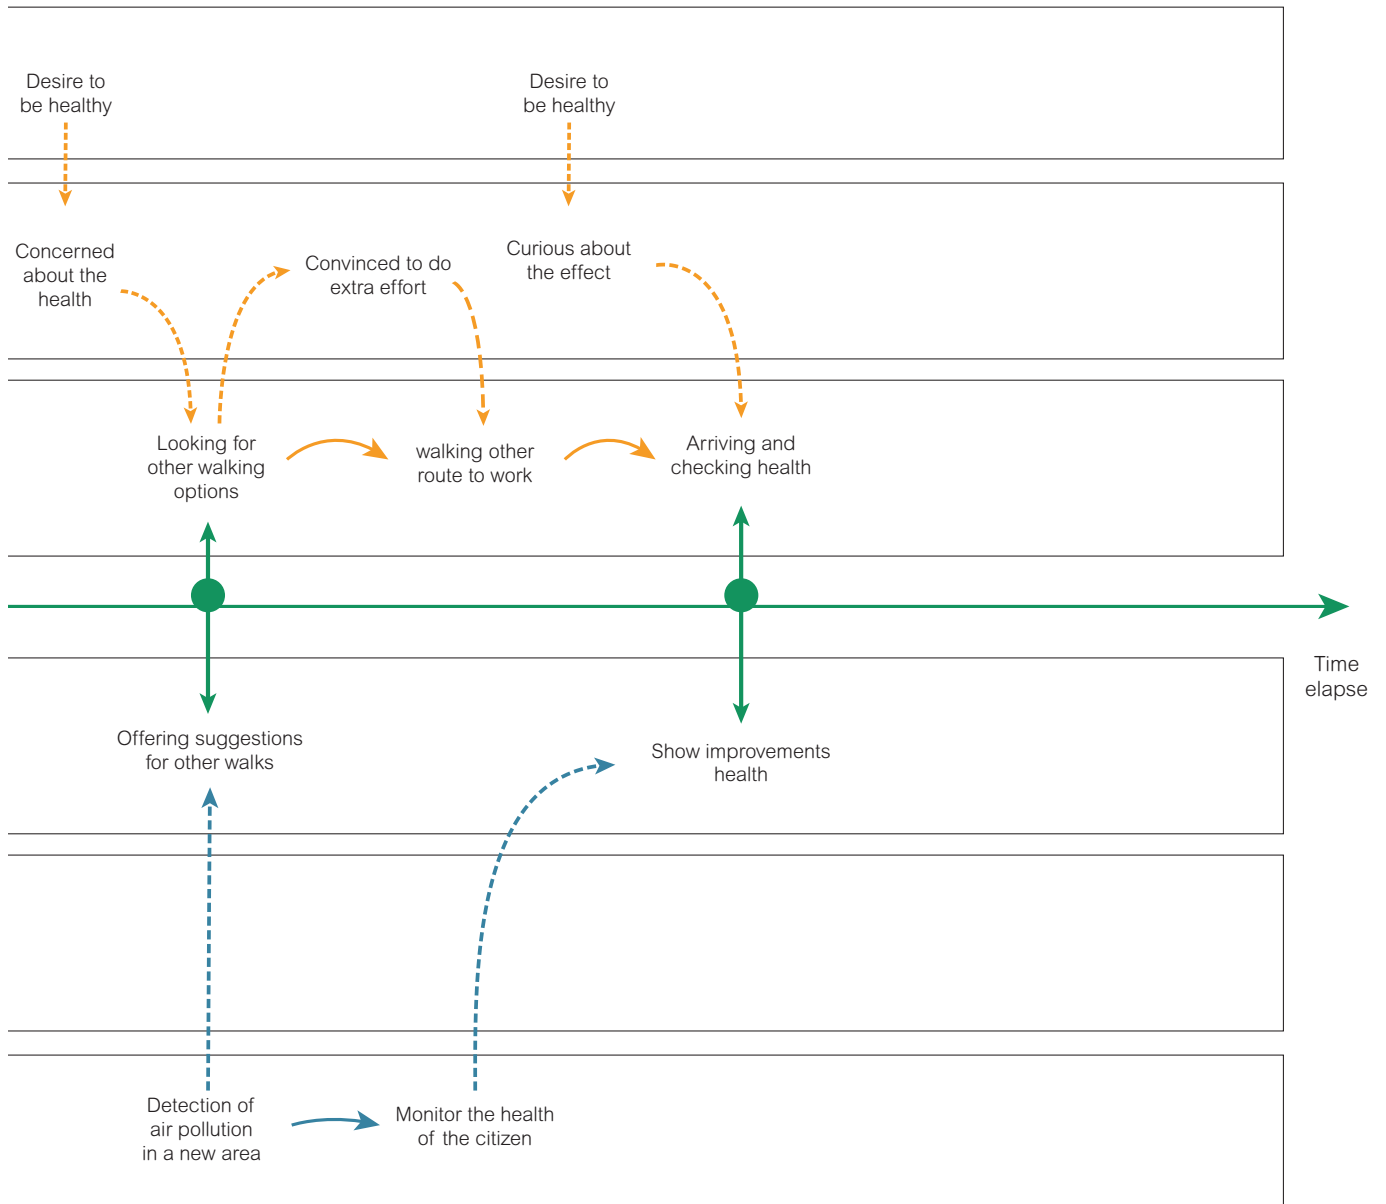 Desire to
be healthy
Desire to
be healthy
Concerned
about the
health
Convinced to do
extra effort
Curious about
the effect
Looking for
other walking
options
walking other
route to work
Arriving and
checking health
Time
elapse
Offering suggestions
for other walks
Show improvements
health
Detection of
air pollution
in a new area
Monitor the health
of the citizen